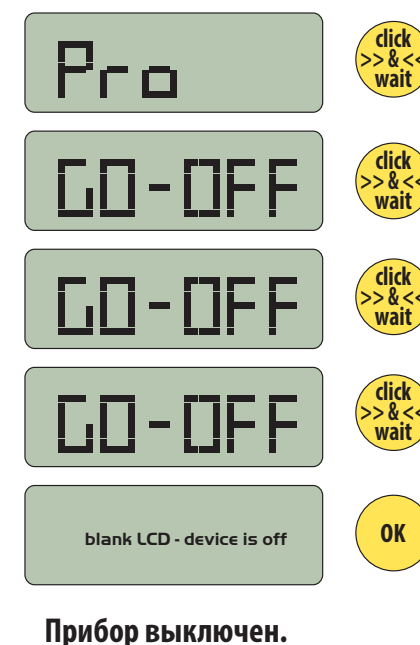 Pro
click
>> & <<
wait
GO-OFF
click
>> & <<
wait
GO-OFF
click
>> & <<
wait
GO-OFF
click
>> & <<
wait
blank LCD - device is off
OK
Прибор выключен.